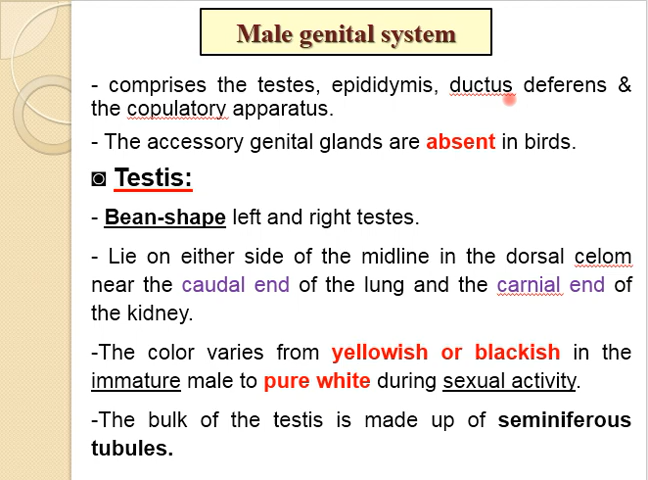 Male genital system
- comprises the testes, epididymis, ductus deferens &
the copulatory apparatus.
- The accessory genital glands are absent in birds.
◙ Testis:
- Bean-shape left and right testes.
- Lie on either side of the midline in the dorsal celom
near the caudal end of the lung and the carnial end of
the kidney.
-The color varies from yellowish or blackish in the
immature male to pure white during sexual activity.
-The bulk of the testis is made up of seminiferous
tubules.